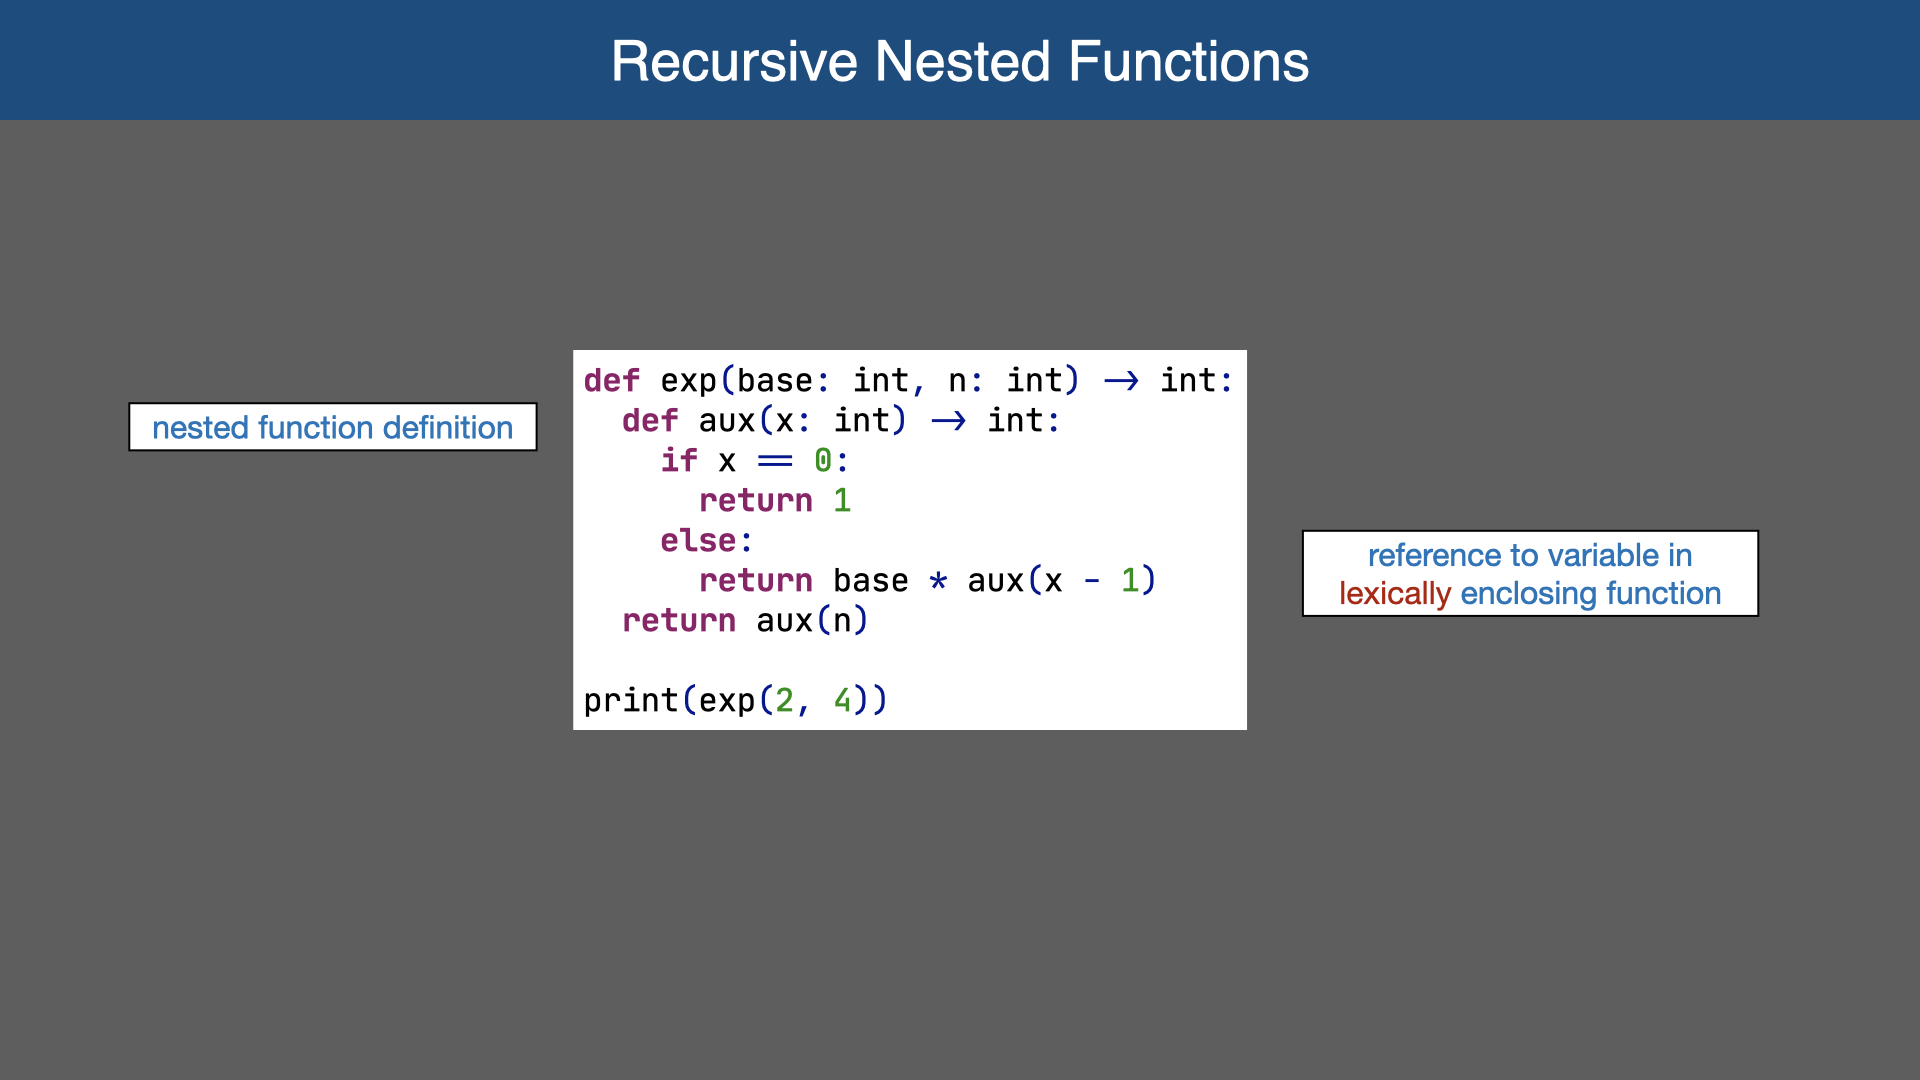 Recursive Nested Functions
nested function definition
def exp(base: int, n: int) → int:
  def aux(x: int) → int:
    if x == 0:
      return 1
    else:
      return base * aux(x - 1)
  return aux(n)

print(exp(2, 4))
reference to variable in
lexically enclosing function